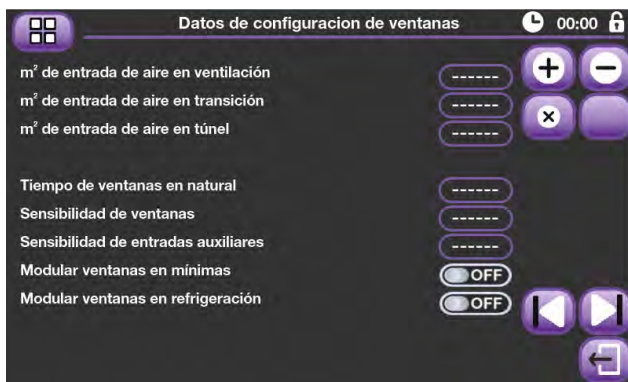 Datos de configuracion de ventanas 00:00
m² de entrada de aire en ventilación ------
m² de entrada de aire en transición ------
m² de entrada de aire en túnel ------
Tiempo de ventanas en natural ------
Sensibilidad de ventanas ------
Sensibilidad de entradas auxiliares ------
Modular ventanas en mínimas OFF
Modular ventanas en refrigeración OFF